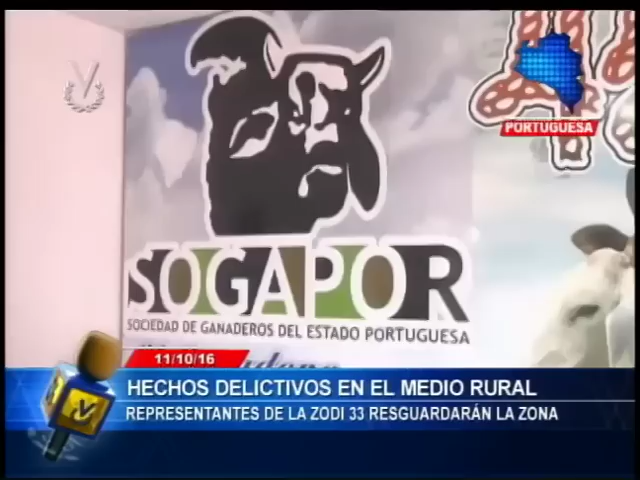 PORTUGUESA
SOGAPOR
SOCIEDAD DE GANADEROS DEL ESTADO PORTUGUESA
11/10/16
HECHOS DELICTIVOS EN EL MEDIO RURAL
REPRESENTANTES DE LA ZODI 33 RESGUARDARÁN LA ZONA